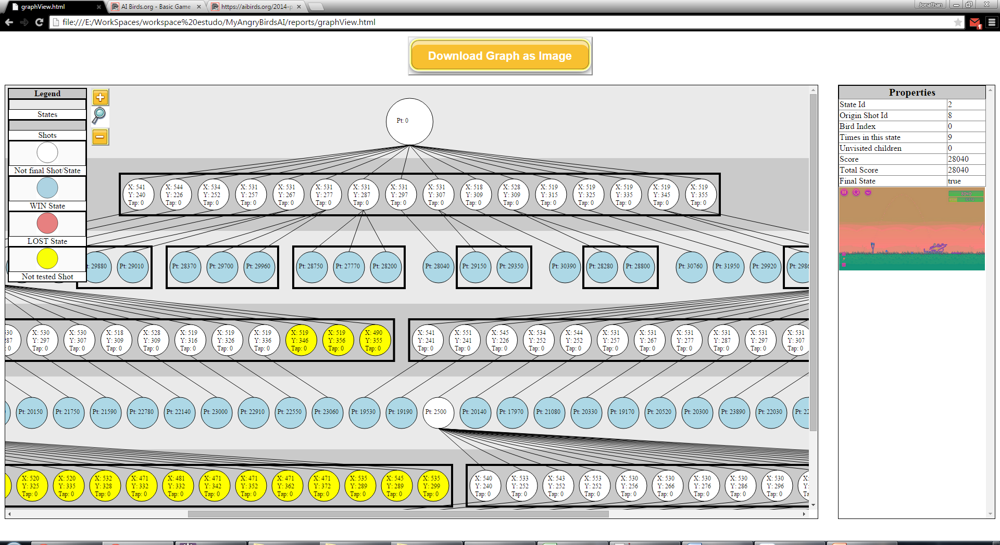 graphView.html
AI Birds.org - Basic Game
https://aibirds.org/2014-p
Jonathan
file:///E:/WorkSpaces/workspace%20estudo/MyAngryBirdsAI/reports/graphView.html
1
Download Graph as Image
Legend
States
Shots
Not final Shot/State
WIN State
LOST State
Not tested Shot
Pt: 0
X: 541 X: 544 X: 534 X: 531 X: 531 X: 531 X: 531 X: 531 X: 531 X: 518 X: 528 X: 519 X: 519 X: 519 X: 519 X: 519
Y: 240 Y: 226 Y: 252 Y: 257 Y: 267 Y: 277 Y: 287 Y: 297 Y: 307 Y: 309 Y: 309 Y: 315 Y: 325 Y: 335 Y: 345 Y: 355
Tap: 0 Tap: 0 Tap: 0 Tap: 0 Tap: 0 Tap: 0 Tap: 0 Tap: 0 Tap: 0 Tap: 0 Tap: 0 Tap: 0 Tap: 0 Tap: 0 Tap: 0 Tap: 0
: 29880 Pt: 29010 Pt: 28370 Pt: 29700 Pt: 29960 Pt: 28750 Pt: 27770 Pt: 28200 Pt: 28040 Pt: 29150 Pt: 29350 Pt: 30390 Pt: 28280 Pt: 28800 Pt: 30760 Pt: 31950 Pt: 29920 Pt: 2986
530 X: 530 X: 530 X: 518 X: 528 X: 519 X: 519 X: 519 X: 519 X: 519 X: 490 X: 541 X: 551 X: 545 X: 534 X: 544 X: 531 X: 531 X: 531 X: 531 X: 531 X: 531
287 Y: 297 Y: 307 Y: 309 Y: 309 Y: 316 Y: 326 Y: 336 Y: 346 Y: 356 Y: 355 Y: 241 Y: 241 Y: 226 Y: 252 Y: 252 Y: 257 Y: 267 Y: 277 Y: 287 Y: 297 Y: 307
: 0 Tap: 0 Tap: 0 Tap: 0 Tap: 0 Tap: 0 Tap: 0 Tap: 0 Tap: 0 Tap: 0 Tap: 0 Tap: 0 Tap: 0 Tap: 0 Tap: 0 Tap: 0 Tap: 0 Tap: 0 Tap: 0 Tap: 0 Tap: 0 Tap: 0
Pt: 20150 Pt: 21750 Pt: 21590 Pt: 22780 Pt: 22140 Pt: 23000 Pt: 22910 Pt: 22550 Pt: 23060 Pt: 19530 Pt: 19190 Pt: 2500 Pt: 20140 Pt: 17970 Pt: 21080 Pt: 20330 Pt: 19170 Pt: 20520 Pt: 20300 Pt: 23890 Pt: 22030 Pt: 22
X: 520 X: 520 X: 532 X: 471 X: 481 X: 471 X: 471 X: 471 X: 471 X: 535 X: 545 X: 535 X: 540 X: 533 X: 543 X: 553 X: 530 X: 530 X: 530 X: 530 X: 530 X:
Y: 325 Y: 335 Y: 328 Y: 332 Y: 332 Y: 342 Y: 352 Y: 362 Y: 372 Y: 289 Y: 289 Y: 299 Y: 240 Y: 252 Y: 252 Y: 252 Y: 256 Y: 266 Y: 276 Y: 286 Y: 296 Y:
Tap: 0 Tap: 0 Tap: 0 Tap: 0 Tap: 0 Tap: 0 Tap: 0 Tap: 0 Tap: 0 Tap: 0 Tap: 0 Tap: 0 Tap: 0 Tap: 0 Tap: 0 Tap: 0 Tap: 0 Tap: 0 Tap: 0 Tap: 0 Tap: 0 Tap:
Properties
State Id 2
Origin Shot Id 8
Bird Index 0
Times in this state 9
Unvisited children 0
Score 28040
Total Score 28040
Final State true